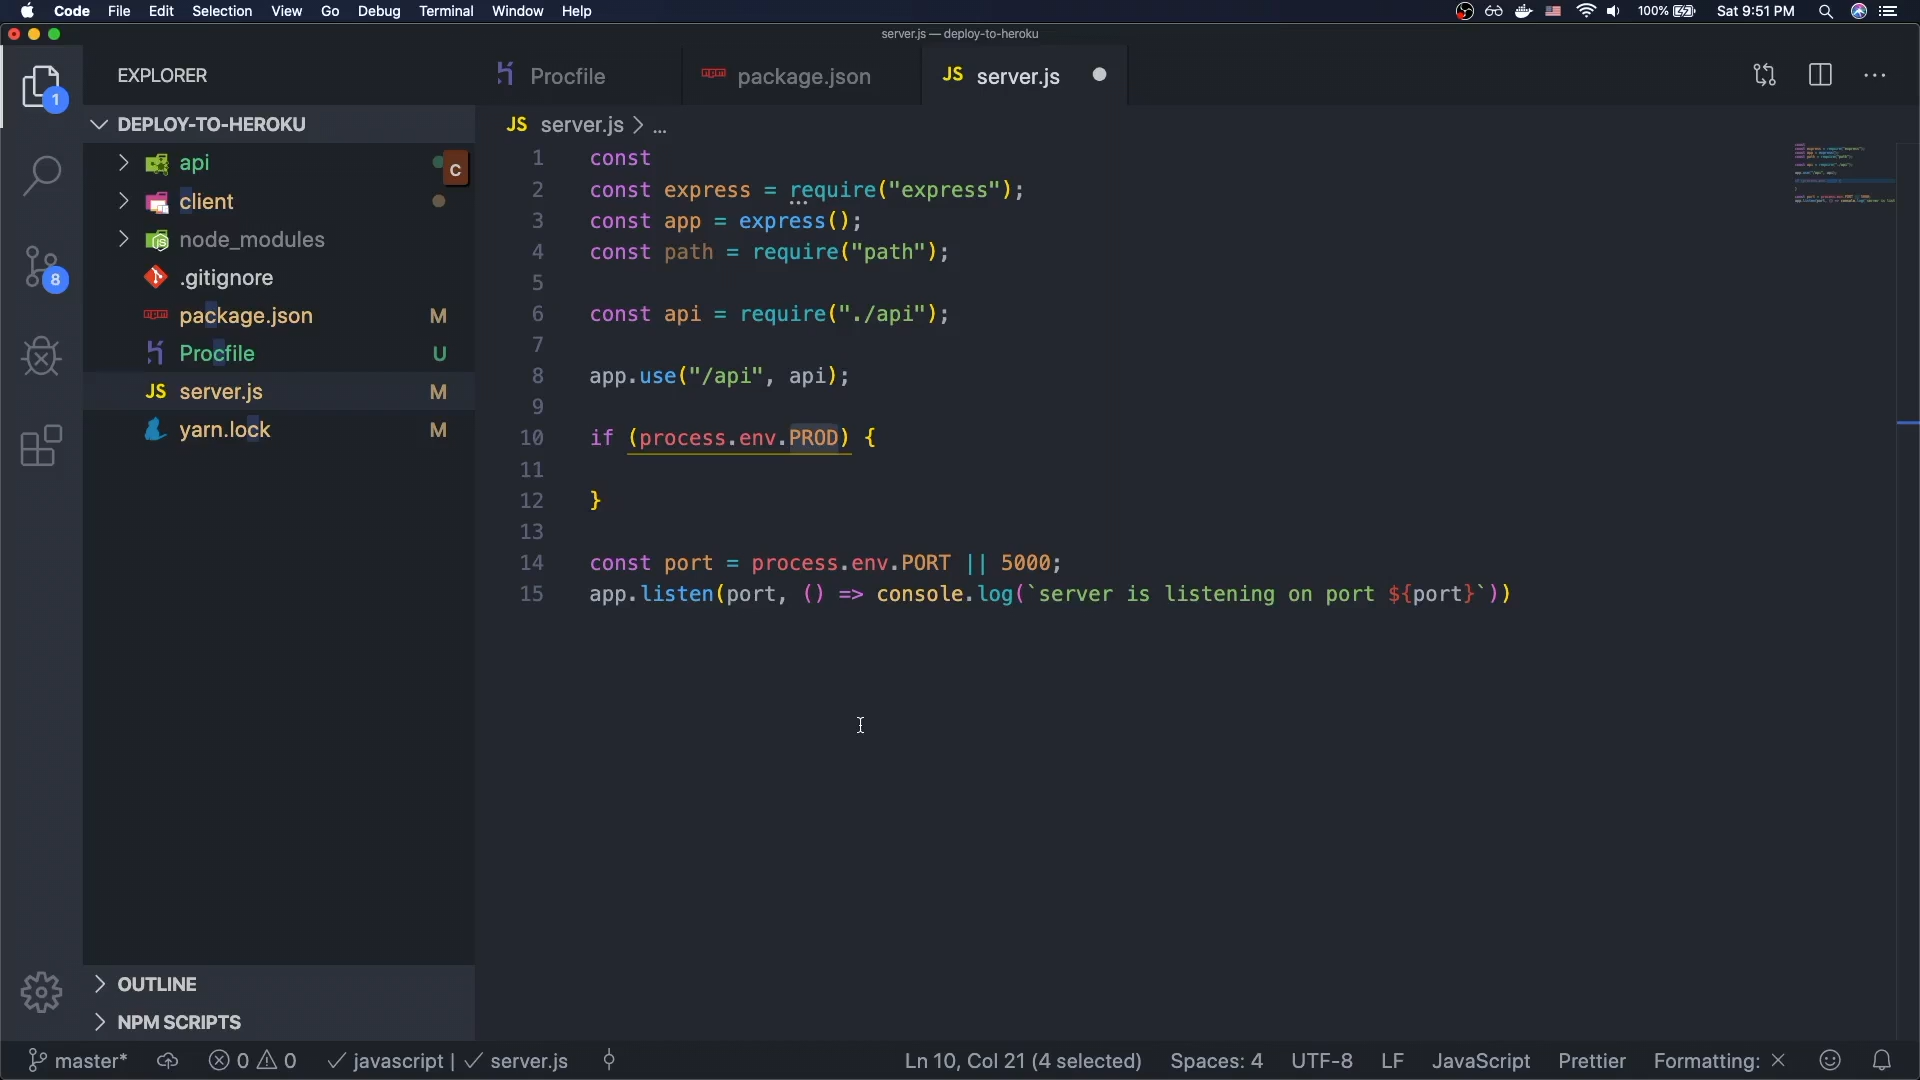 Code File Edit Selection View Go Debug Terminal Window Help 100% Sat 9:51 PM
server.js — deploy-to-heroku
EXPLORER
Procfile
package.json
JS server.js
DEPLOY-TO-HEROKU
JS server.js > ...
api
c
client
node_modules
.gitignore
package.json M
Procfile U
JS server.js M
yarn.lock M
1
8
1 const
2 const express = require("express");
3 const app = express();
4 const path = require("path");
5
6 const api = require("./api");
7
8 app.use("/api", api);
9
10 if (process.env.PROD) {
11
12 }
13
14 const port = process.env.PORT || 5000;
15 app.listen(port, () => console.log(`server is listening on port ${port}`))
OUTLINE
NPM SCRIPTS
master* 0 0 javascript | server.js Ln 10, Col 21 (4 selected) Spaces: 4 UTF-8 LF JavaScript Prettier Formatting: ×